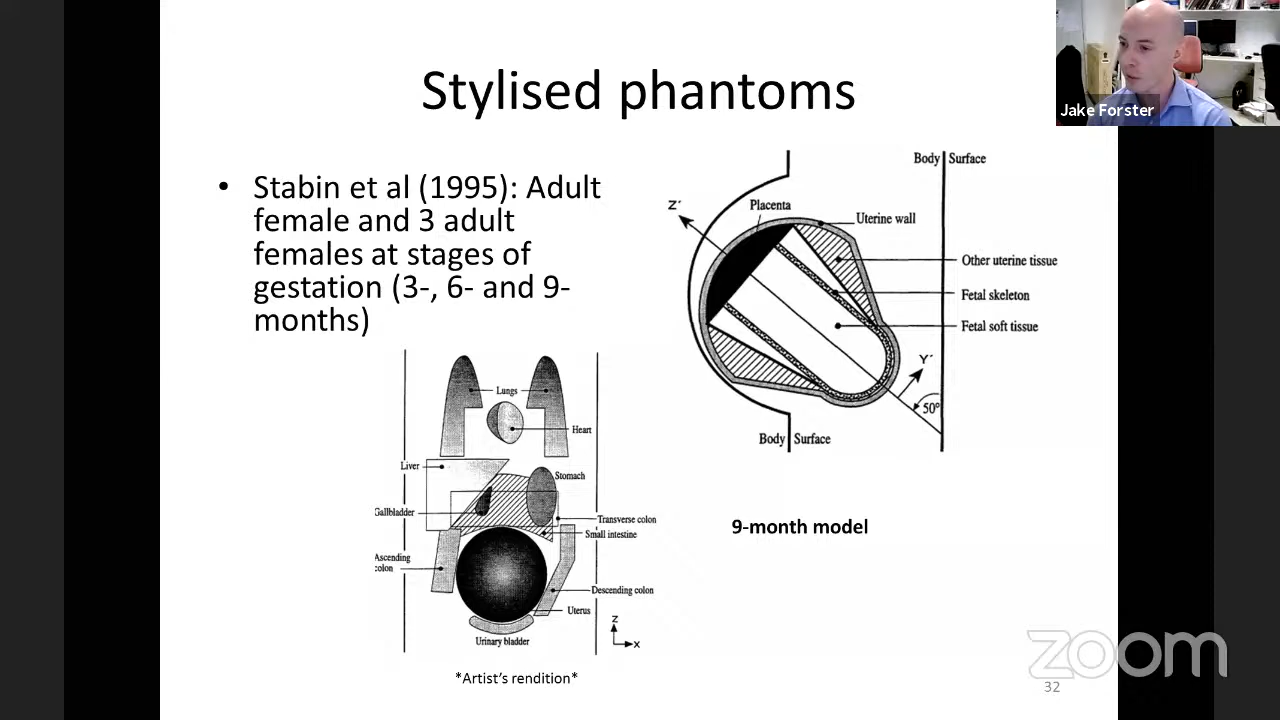 Stylised phantoms
Jake Forster
• Stabin et al (1995): Adult
female and 3 adult
females at stages of
gestation (3-, 6- and 9-
months)
Body Surface
Z'
Placenta
Uterine wall
Other uterine tissue
Fetal skeleton
Fetal soft tissue
Y'
50°
Body Surface
9-month model
Lungs
Heart
Liver
Stomach
Gallbladder
Transverse colon
Small intestine
Ascending
colon
Descending colon
Uterus
Urinary bladder
z
x
*Artist's rendition*
zoom
32